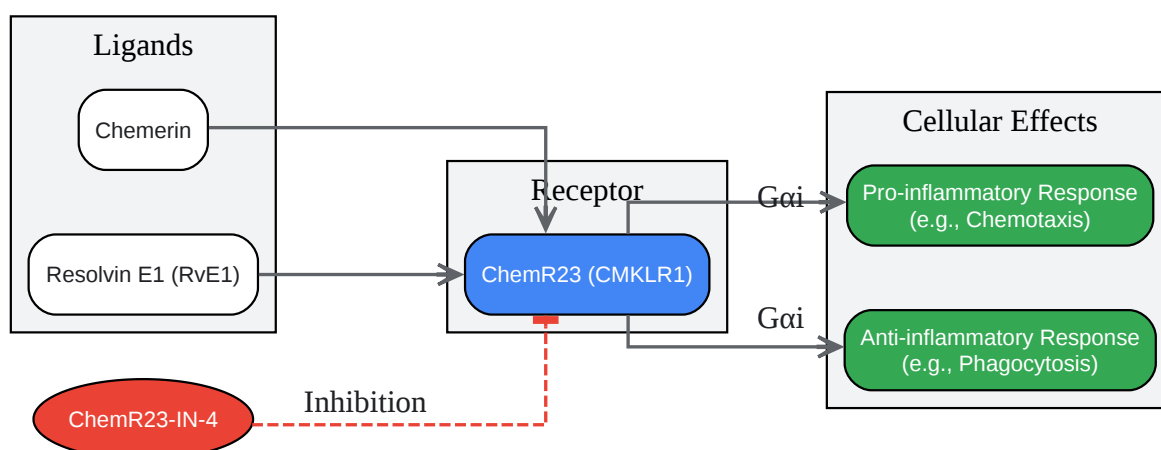 Ligands
Chemerin
Resolvin E1 (RvE1)
ChemR23-IN-4
Inhibition
Receptor
ChemR23 (CMKLR1)
Gαi
Gαi
Cellular Effects
Pro-inflammatory Response
(e.g., Chemotaxis)
Anti-inflammatory Response
(e.g., Phagocytosis)